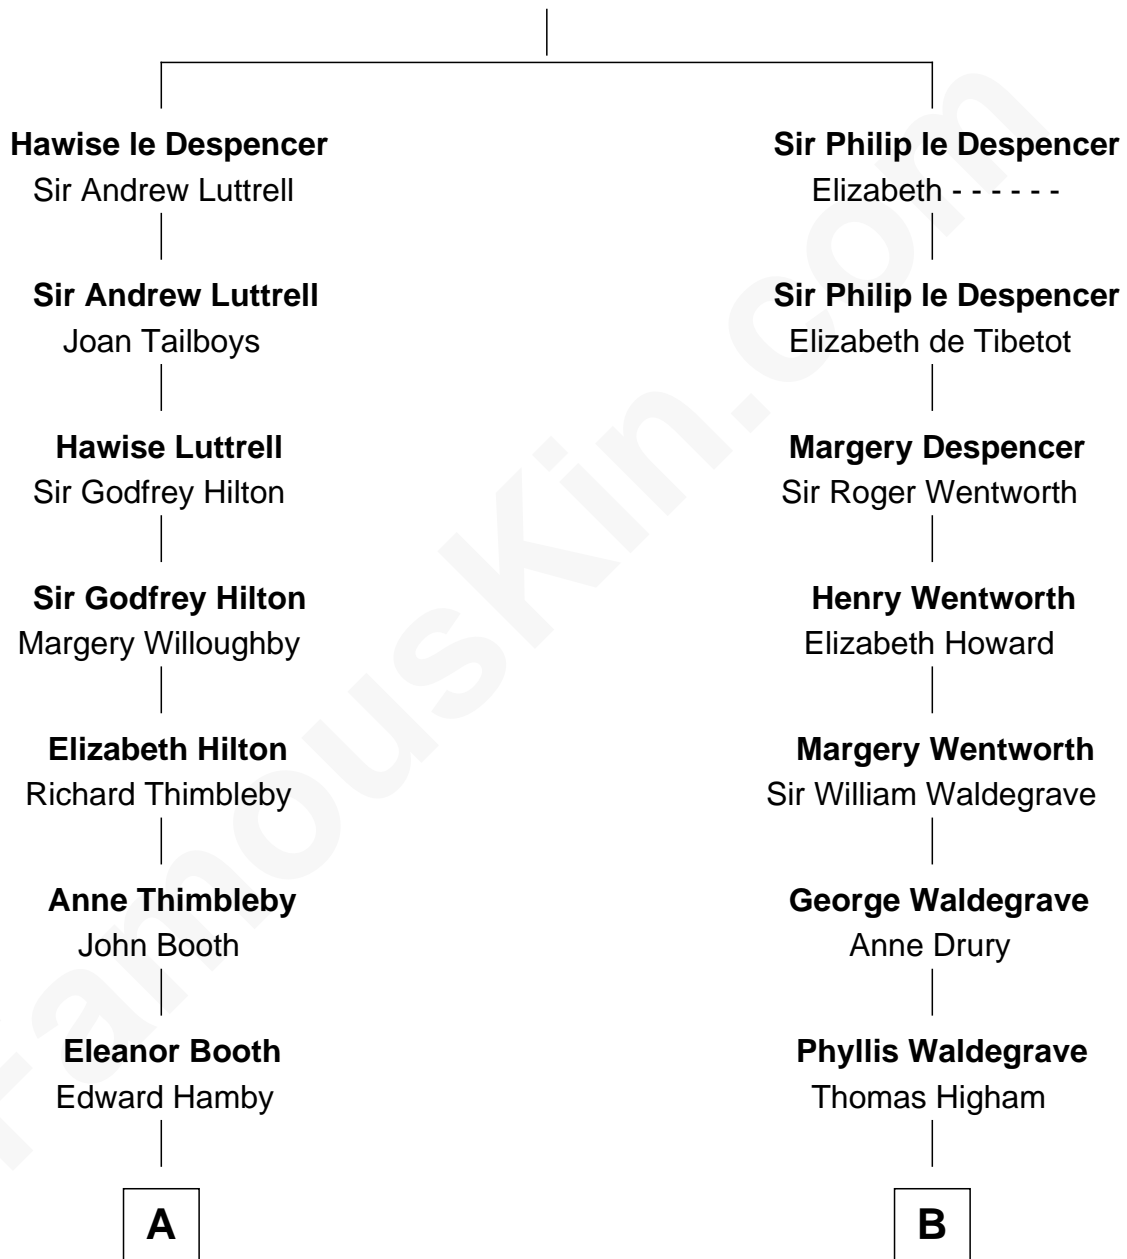 Hawise le Despencer
Sir Andrew Luttrell
Sir Philip le Despencer
Elizabeth - - - - - -
Sir Andrew Luttrell
Joan Tailboys
Sir Philip le Despencer
Elizabeth de Tibetot
Hawise Luttrell
Sir Godfrey Hilton
Margery Despencer
Sir Roger Wentworth
Sir Godfrey Hilton
Margery Willoughby
Henry Wentworth
Elizabeth Howard
Elizabeth Hilton
Richard Thimbleby
Margery Wentworth
Sir William Waldegrave
Anne Thimbleby
John Booth
George Waldegrave
Anne Drury
Eleanor Booth
Edward Hamby
Phyllis Waldegrave
Thomas Higham
A
B
FamousKin.com